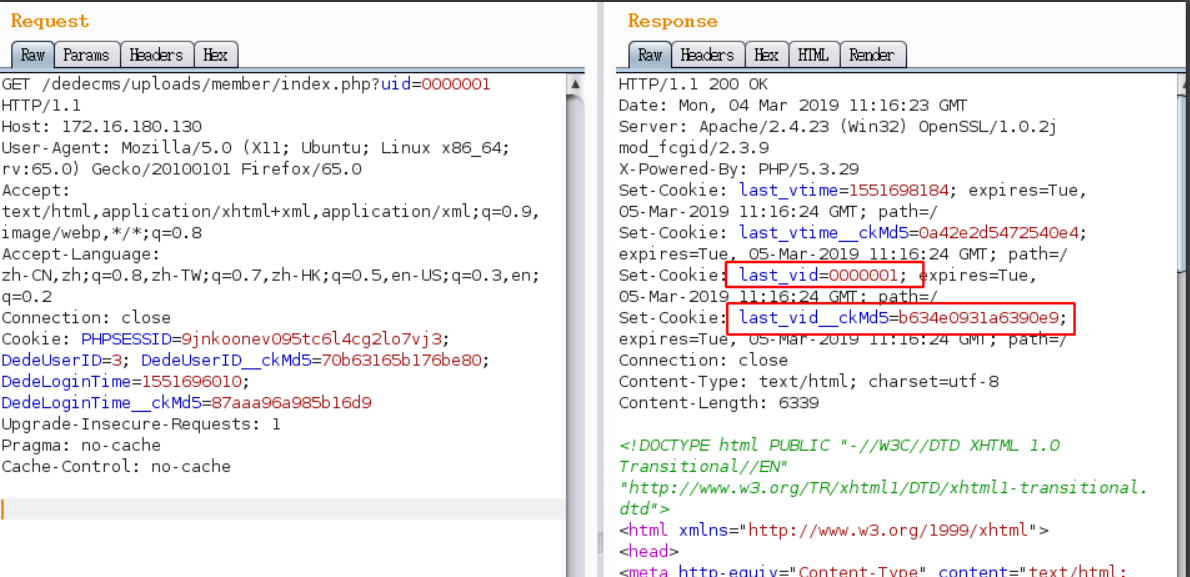 Request
Raw Params Headers Hex
GET /dedecms/uploads/member/index.php?uid=0000001
HTTP/1.1
Host: 172.16.180.130
User-Agent: Mozilla/5.0 (X11; Ubuntu; Linux x86_64;
rv:65.0) Gecko/20100101 Firefox/65.0
Accept:
text/html,application/xhtml+xml,application/xml;q=0.9,
image/webp,*/*;q=0.8
Accept-Language:
zh-CN,zh;q=0.8,zh-TW;q=0.7,zh-HK;q=0.5,en-US;q=0.3,en;
q=0.2
Connection: close
Cookie: PHPSESSID=9jnkoonev095tc6l4cg2lo7vj3;
DedeUserID=3; DedeUserID__ckMd5=70b63165b176be80;
DedeLoginTime=1551696010;
DedeLoginTime__ckMd5=87aaa96a985b16d9
Upgrade-Insecure-Requests: 1
Pragma: no-cache
Cache-Control: no-cache
Response
Raw Headers Hex HTML Render
HTTP/1.1 200 OK
Date: Mon, 04 Mar 2019 11:16:23 GMT
Server: Apache/2.4.23 (Win32) OpenSSL/1.0.2j
mod_fcgid/2.3.9
X-Powered-By: PHP/5.3.29
Set-Cookie: last_vtime=1551698184; expires=Tue,
05-Mar-2019 11:16:24 GMT; path=/
Set-Cookie: last_vtime__ckMd5=0a42e2d5472540e4;
expires=Tue, 05-Mar-2019 11:16:24 GMT; path=/
Set-Cookie: last_vid=0000001; expires=Tue,
05-Mar-2019 11:16:24 GMT; path=/
Set-Cookie: last_vid__ckMd5=b634e0931a6390e9;
expires=Tue, 05-Mar-2019 11:16:24 GMT; path=/
Connection: close
Content-Type: text/html; charset=utf-8
Content-Length: 6339
<!DOCTYPE html PUBLIC "-//W3C//DTD XHTML 1.0
Transitional//EN"
"http://www.w3.org/TR/xhtml1/DTD/xhtml1-transitional.
dtd">
<html xmlns="http://www.w3.org/1999/xhtml">
<head>
<meta http-equiv="Content-Type" content="text/html;